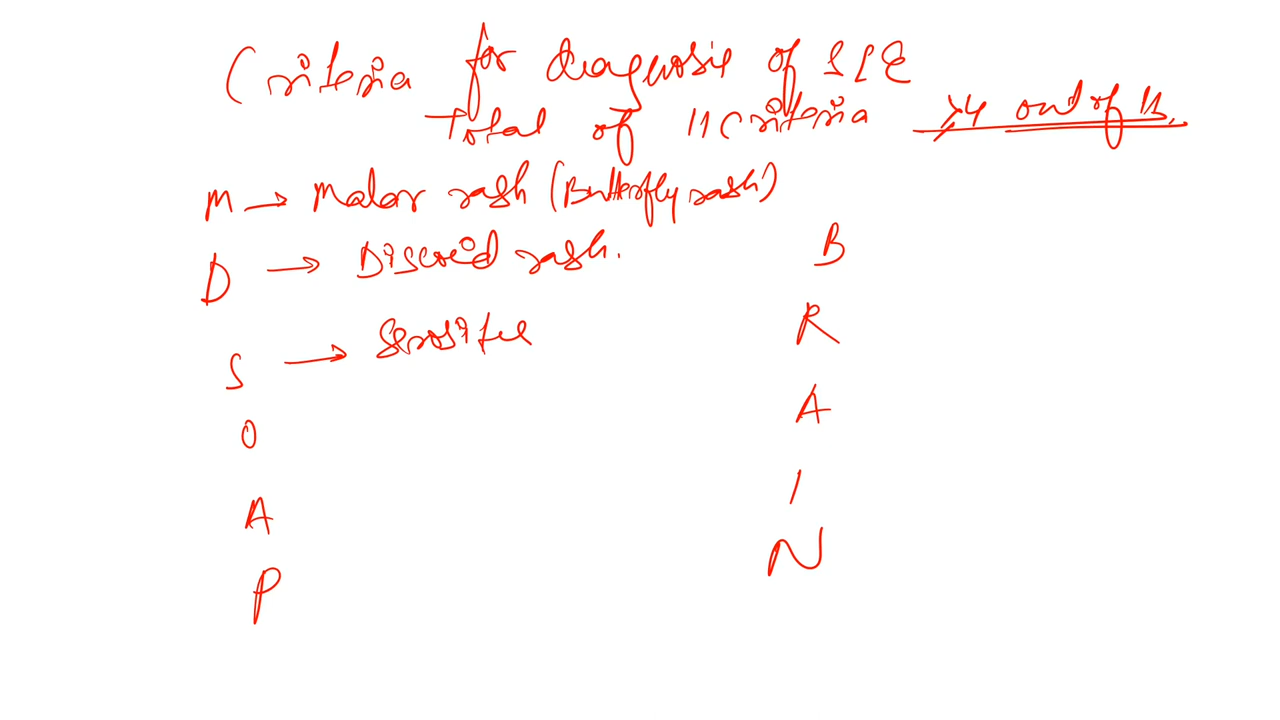 Criteria for diagnosis of SLE
Total of 11 Criteria >4 out of 11.
M → Malar rash (Butterfly rash)
D → Discoid rash.
S → Serositis
O
A
P
B
R
A
I
N